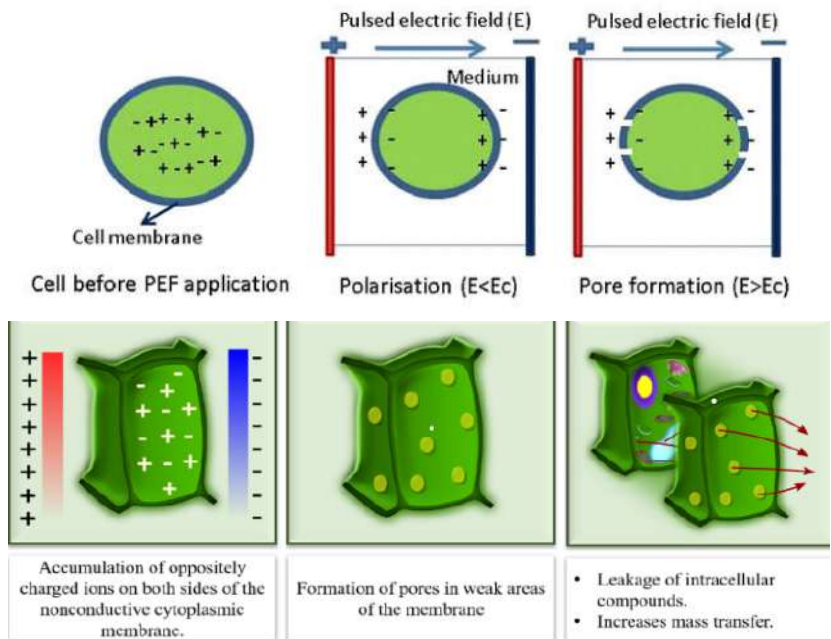 Pulsed electric field (E)
Pulsed electric field (E)
+ −
+ −
Medium
Cell membrane
Cell before PEF application
Polarisation (E<Ec)
Pore formation (E>Ec)
Accumulation of oppositely
charged ions on both sides of the
nonconductive cytoplasmic
membrane.
Formation of pores in weak areas
of the membrane
• Leakage of intracellular
compounds.
• Increases mass transfer.